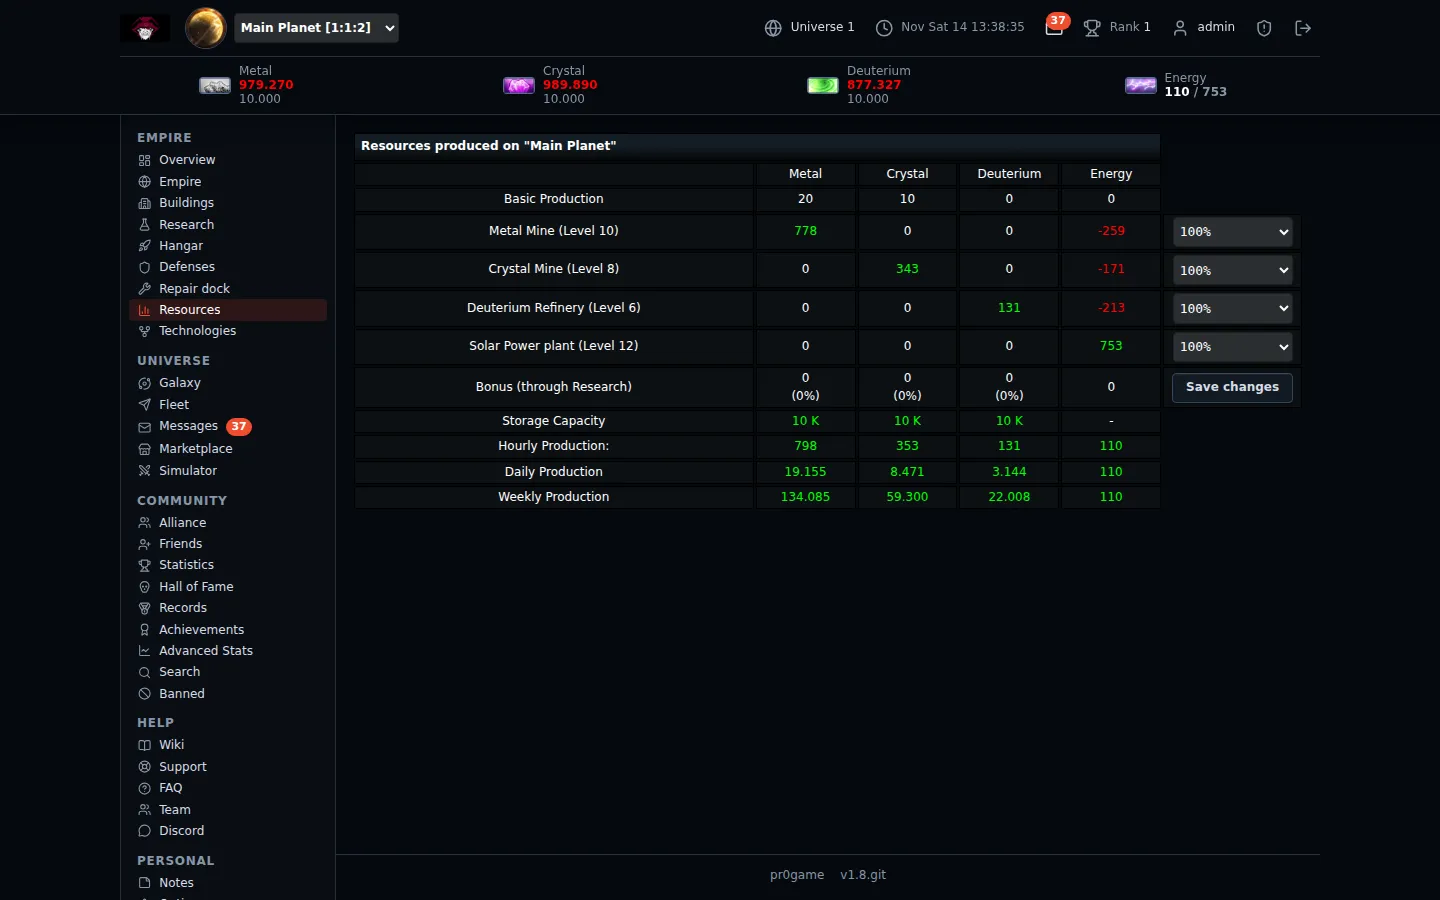 Main Planet [1:1:2]
Universe 1
Nov Sat 14 13:38:35
37
Rank 1
admin
Metal
979.270
10.000
Crystal
989.890
10.000
Deuterium
877.327
10.000
Energy
110 / 753
EMPIRE
Overview
Empire
Buildings
Research
Hangar
Defenses
Repair dock
Resources
Technologies
UNIVERSE
Galaxy
Fleet
Messages 37
Marketplace
Simulator
COMMUNITY
Alliance
Friends
Statistics
Hall of Fame
Records
Achievements
Advanced Stats
Search
Banned
HELP
Wiki
Support
FAQ
Team
Discord
PERSONAL
Notes
Resources produced on "Main Planet"
Metal Crystal Deuterium Energy
Basic Production 20 10 0 0
Metal Mine (Level 10) 778 0 0 -259 100%
Crystal Mine (Level 8) 0 343 0 -171 100%
Deuterium Refinery (Level 6) 0 0 131 -213 100%
Solar Power plant (Level 12) 0 0 0 753 100%
Bonus (through Research) 0 (0%) 0 (0%) 0 (0%) 0 Save changes
Storage Capacity 10 K 10 K 10 K -
Hourly Production: 798 353 131 110
Daily Production 19.155 8.471 3.144 110
Weekly Production 134.085 59.300 22.008 110
pr0game v1.8.git